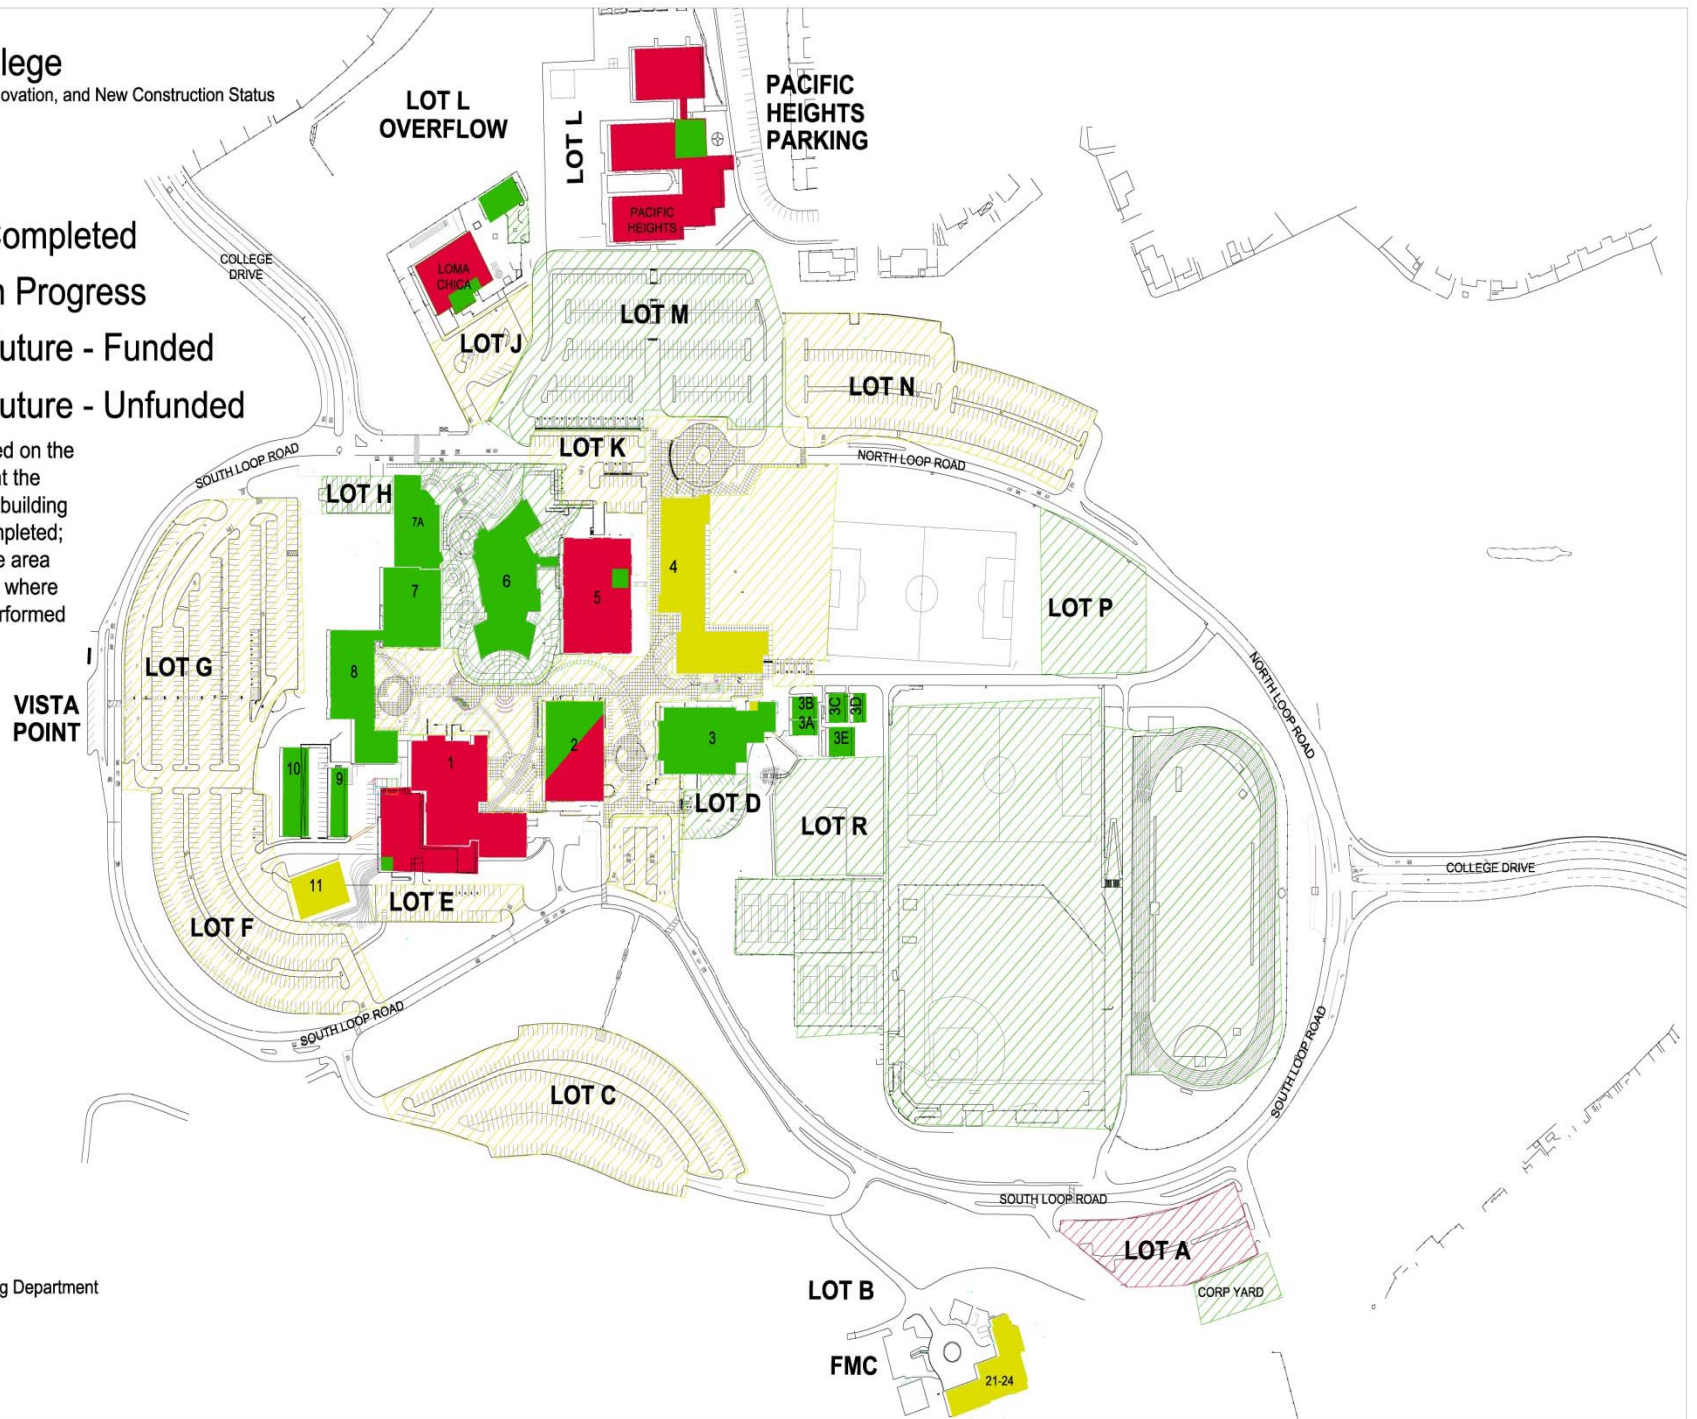 lege
ovation, and New Construction Status
Completed
n Progress
uture - Funded
uture - Unfunded
ed on the
at the
building
npleted;
e area
where
rformed
g Department
LOT L
OVERFLOW
LOT L
PACIFIC
HEIGHTS
PARKING
PACIFIC
HEIGHTS
COLLEGE
DRIVE
LOMA
CHICA
LOT M
LOT J
LOT N
LOT K
NORTH LOOP ROAD
SOUTH LOOP ROAD
LOT H
7A
6
4
5
7
LOT P
LOT G
8
NORTH LOOP ROAD
VISTA
POINT
3B
3A
3C
3D
3E
3
2
1
10
9
LOT D
LOT R
COLLEGE DRIVE
11
LOT E
LOT F
SOUTH LOOP ROAD
LOT C
SOUTH LOOP ROAD
SOUTH LOOP ROAD
LOT A
LOT B
CORP YARD
FMC
21-24